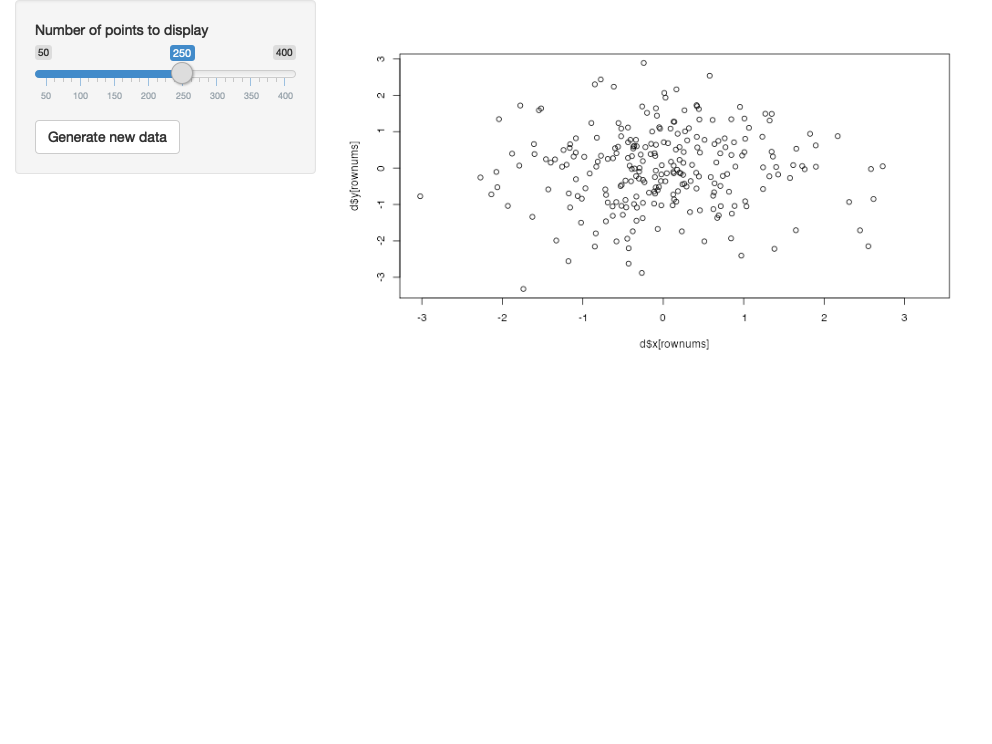 Number of points to display
50 250 400
50 100 150 200 250 300 350 400
Generate new data
d$y[rownums]
3
2
1
0
-1
-2
-3
-3 -2 -1 0 1 2 3
d$x[rownums]